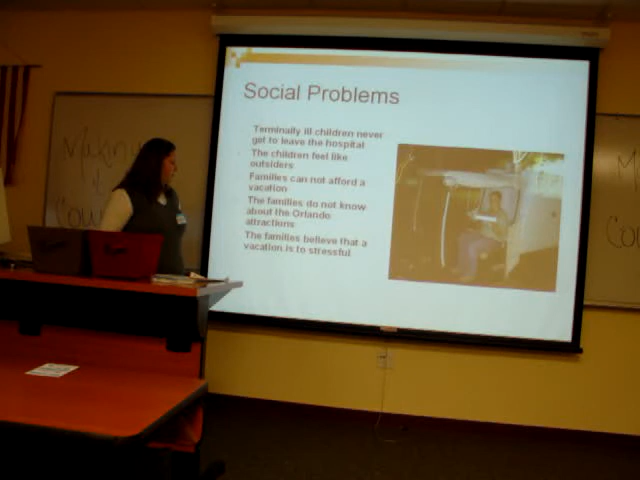 Social Problems
Terminally ill children never
get to leave the hospital
The children feel like
outsiders
Families can not afford a
vacation
The families do not know
about the Orlando
attractions
The families believe that a
vacation is to stressful
Making